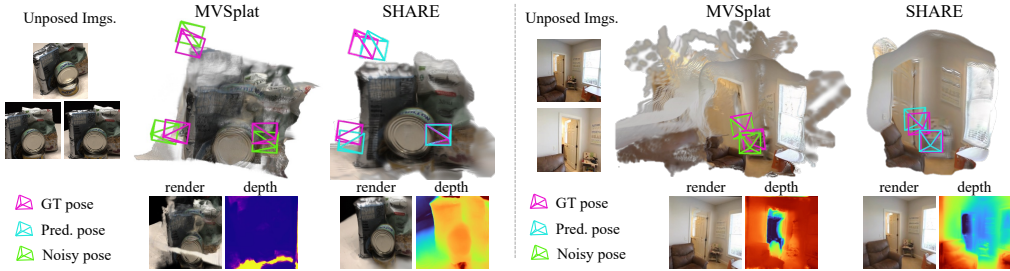 Unposed Imgs.
MVSplat
SHARE
render
depth
render
depth
GT pose
Pred. pose
Noisy pose
Unposed Imgs.
MVSplat
SHARE
render
depth
render
depth
GT pose
Pred. pose
Noisy pose